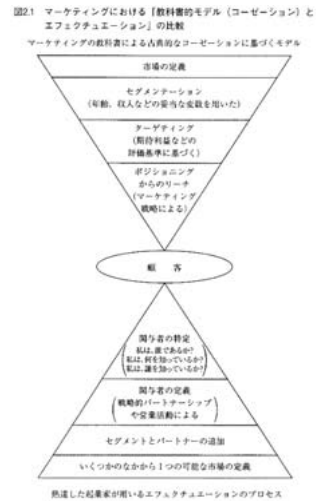 図2.1 マーケティングにおける「教科書的モデル(コーゼーション)と
エフェクチュエーション」の比較
マーケティングの教科書による古典的なコーゼーションに基づくモデル
市場の定義
セグメンテーション
(年齢、収入などの妥当な変数を用いた)
ターゲティング
(期待利益などの
評価基準に基づく)
ポジショニング
からのリーチ
(マーケティング
戦略による)
顧 客
関与者の特定
私は、誰であるか?
私は、何を知っているか?
私は、誰を知っているか?
関与者の定義
(戦略的パートナーシップ
や営業活動による)
セグメントとパートナーの追加
いくつかのなかから1つの可能な市場の定義
熟達した起業家が用いるエフェクチュエーションのプロセス